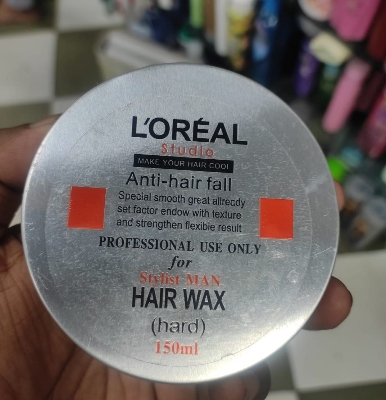 L'ORÉAL
Studio
MAKE YOUR HAIR COOL
Anti-hair fall
Special smooth great allrecdy
set factor endow with texture
and strengthen flexible result
PROFESSIONAL USE ONLY
for
Stylist MAN
HAIR WAX
(hard)
150ml